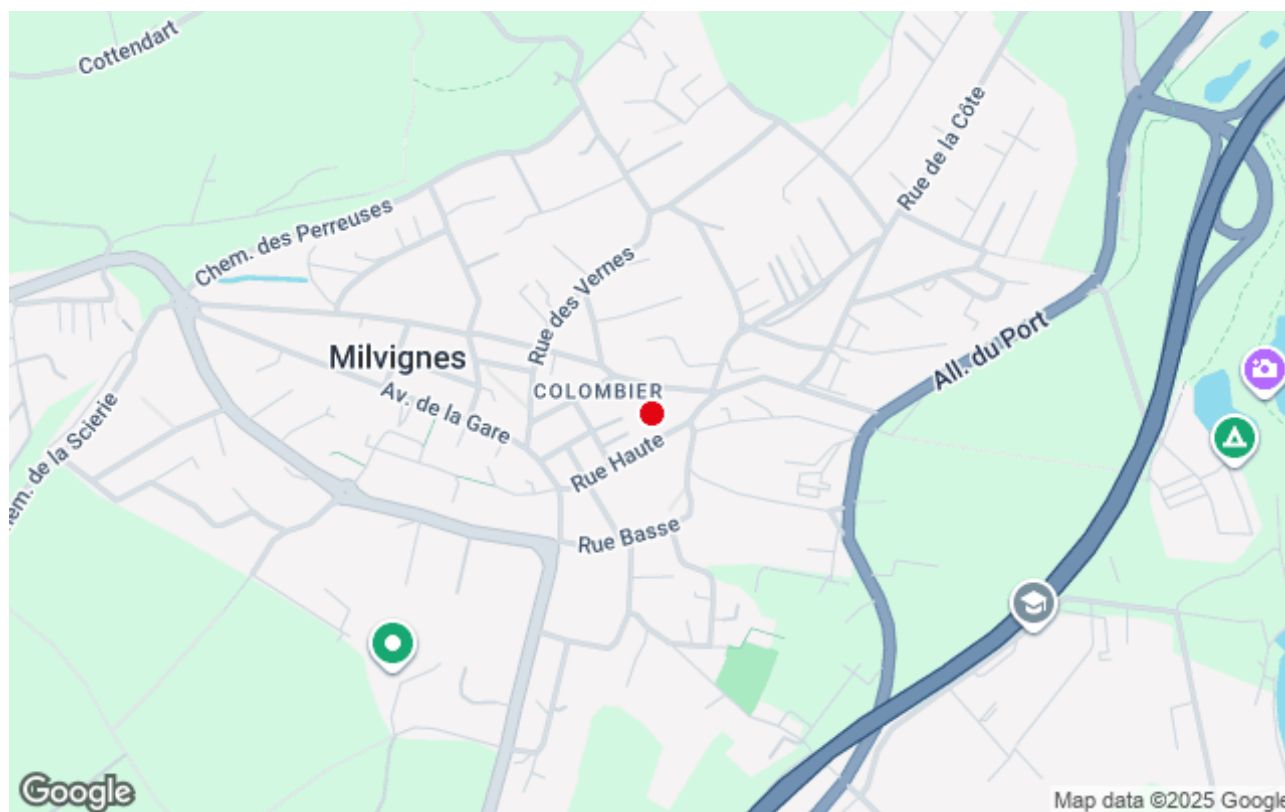 Cottendart
Rue de la Côte
Chem. des Perreuses
Rue des Vernes
All. du Port
Milvignes
COLOMBIER
Av. de la Gare
hem. de la Scierie
Rue Haute
Rue Basse
Google
Map data ©2025 Google